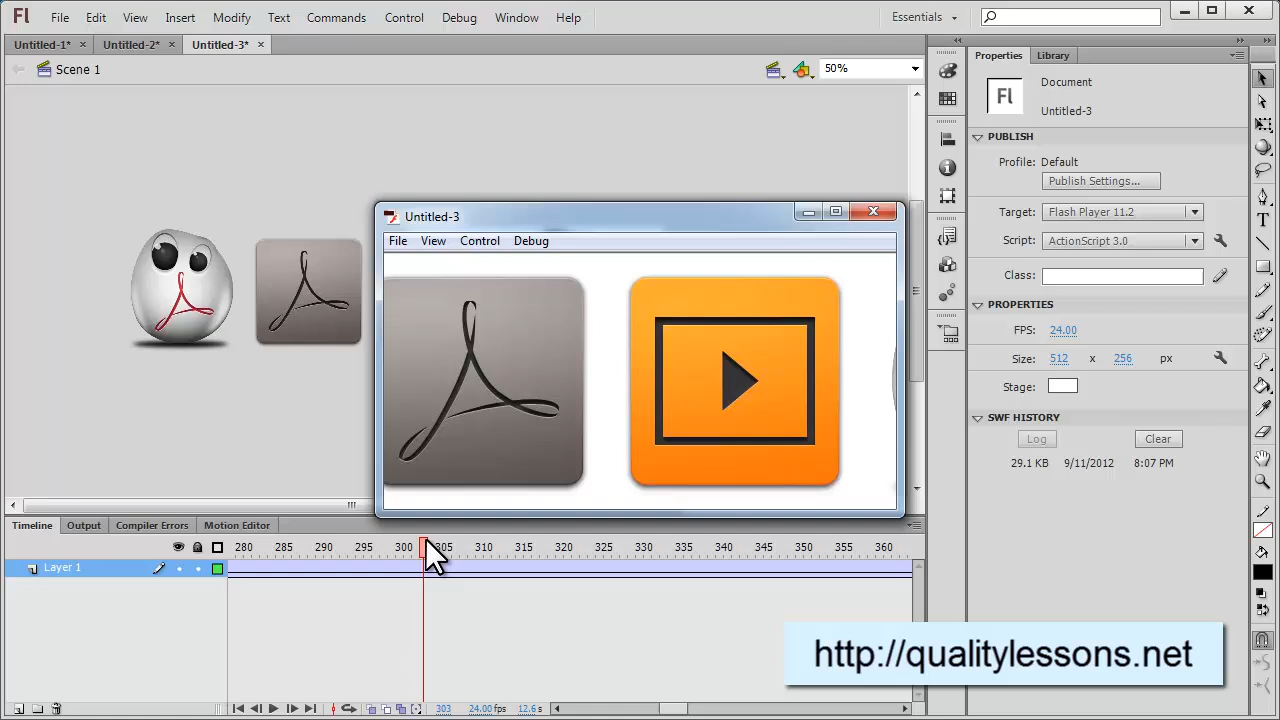 Fl File Edit View Insert Modify Text Commands Control Debug Window Help Essentials
Untitled-1* × Untitled-2* × Untitled-3* ×
Scene 1 50%
Properties Library
Fl Document
Untitled-3
PUBLISH
Profile: Default
Publish Settings...
Target: Flash Player 11.2
Script: ActionScript 3.0
Class:
PROPERTIES
FPS: 24.00
Size: 512 x 256 px
Stage:
SWF HISTORY
Log Clear
29.1 KB 9/11/2012 8:07 PM
Untitled-3
File View Control Debug
Timeline Output Compiler Errors Motion Editor
280 285 290 295 300 305 310 315 320 325 330 335 340 345 350 355 360
Layer 1
303 24.00 fps 12.6 s
http://qualitylessons.net